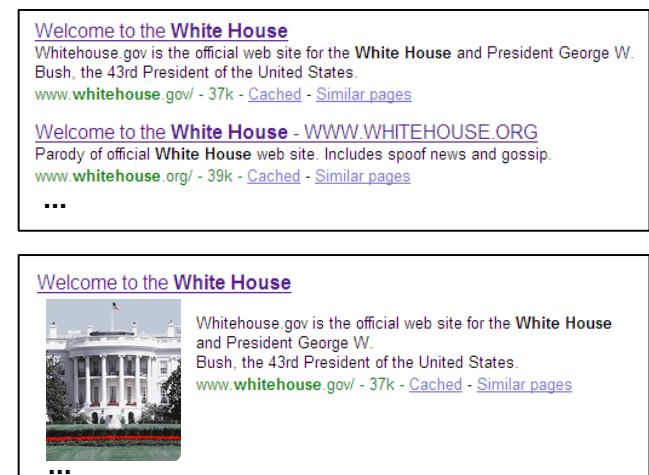 Welcome to the White House
Whitehouse.gov is the official web site for the White House and President George W.
Bush, the 43rd President of the United States.
www.whitehouse.gov/ - 37k - Cached - Similar pages
Welcome to the White House - WWW.WHITEHOUSE.ORG
Parody of official White House web site. Includes spoof news and gossip.
www.whitehouse.org/ - 39k - Cached - Similar pages
...
Welcome to the White House
Whitehouse.gov is the official web site for the White House
and President George W.
Bush, the 43rd President of the United States.
www.whitehouse.gov/ - 37k - Cached - Similar pages
...